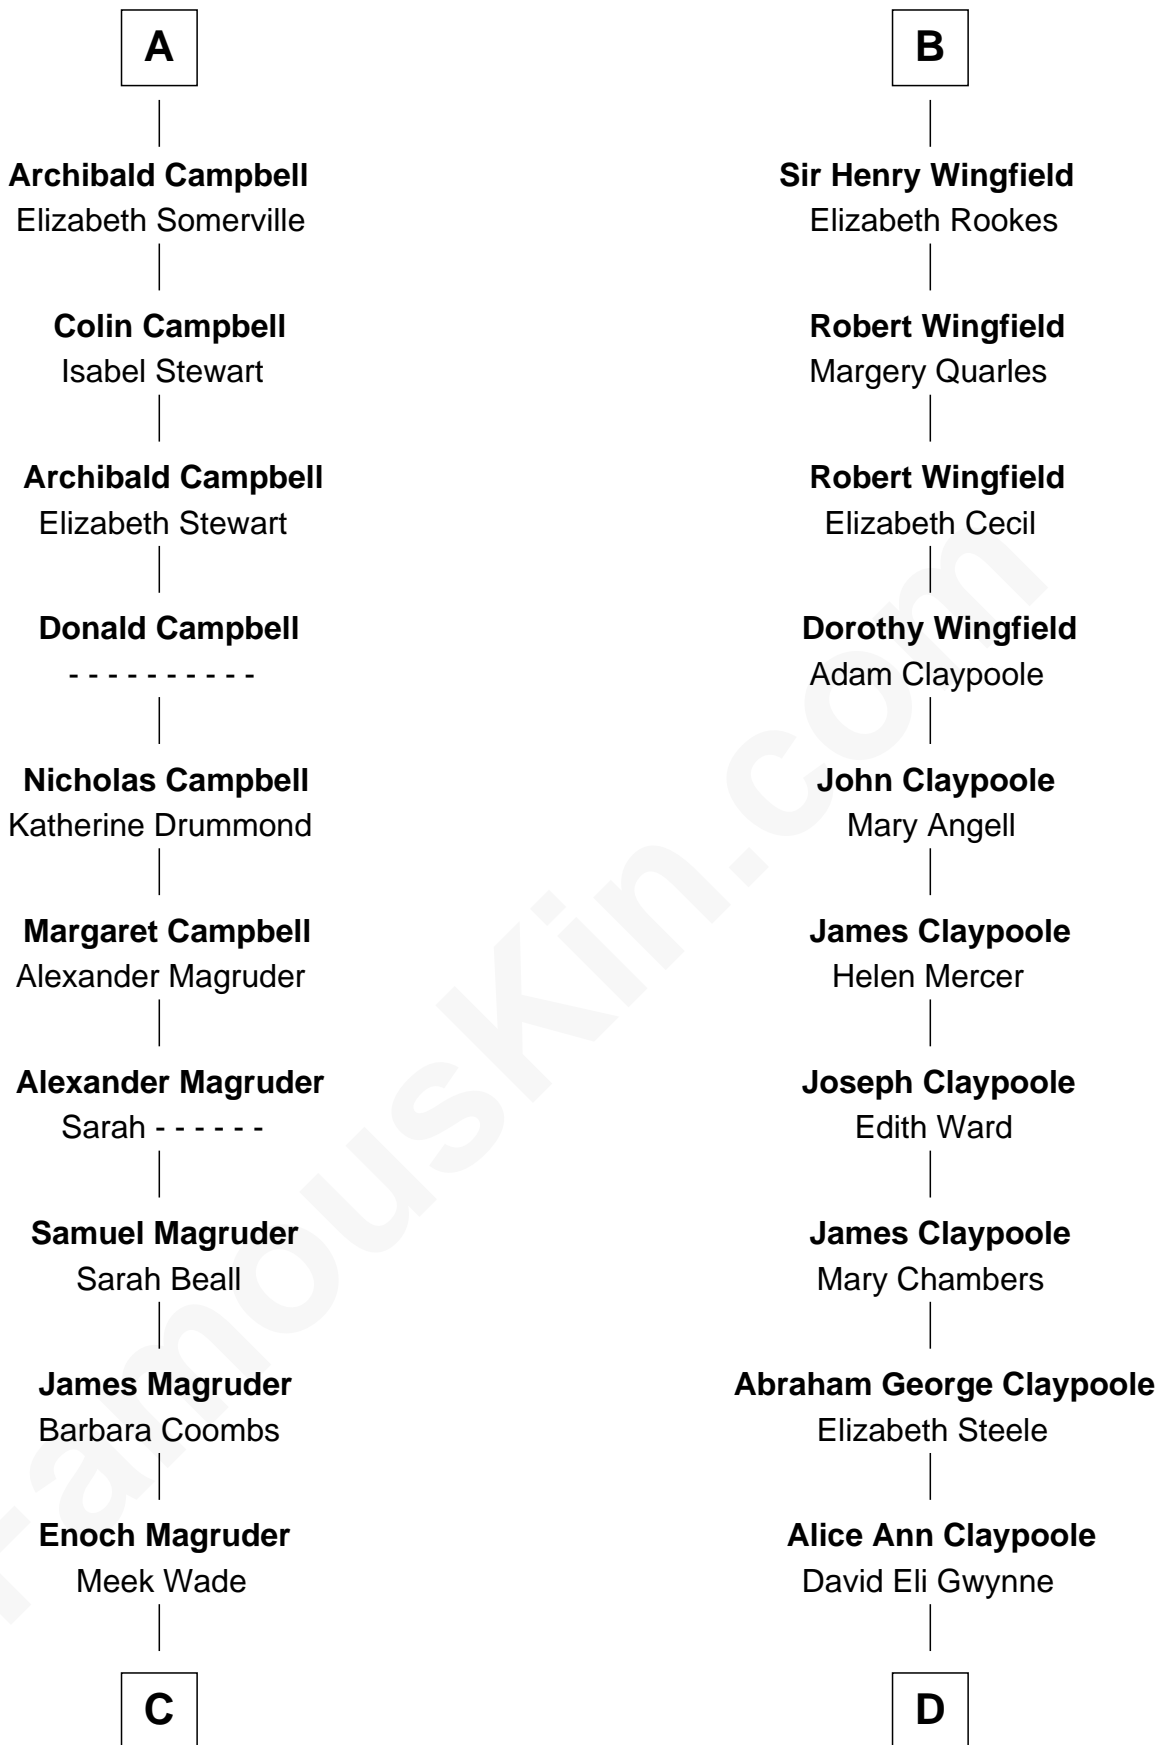 A
Archibald Campbell
Elizabeth Somerville
Colin Campbell
Isabel Stewart
Archibald Campbell
Elizabeth Stewart
Donald Campbell
- - - - - - - - - -
Nicholas Campbell
Katherine Drummond
Margaret Campbell
Alexander Magruder
Alexander Magruder
Sarah - - - - - -
Samuel Magruder
Sarah Beall
James Magruder
Barbara Coombs
Enoch Magruder
Meek Wade
C
B
Sir Henry Wingfield
Elizabeth Rookes
Robert Wingfield
Margery Quarles
Robert Wingfield
Elizabeth Cecil
Dorothy Wingfield
Adam Claypoole
John Claypoole
Mary Angell
James Claypoole
Helen Mercer
Joseph Claypoole
Edith Ward
James Claypoole
Mary Chambers
Abraham George Claypoole
Elizabeth Steele
Alice Ann Claypoole
David Eli Gwynne
D
FamousKin.com